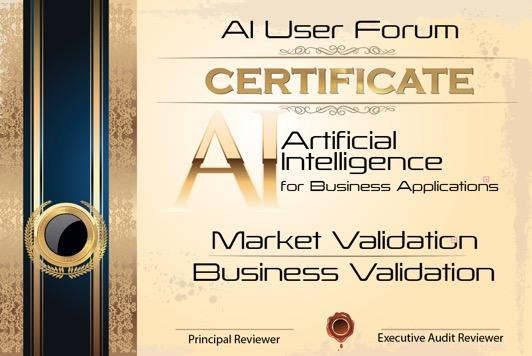 AI User Forum
CERTIFICATE
AI
Artificial
Intelligence
for Business Applications
Market Validation
Business Validation
Principal Reviewer
Executive Audit Reviewer